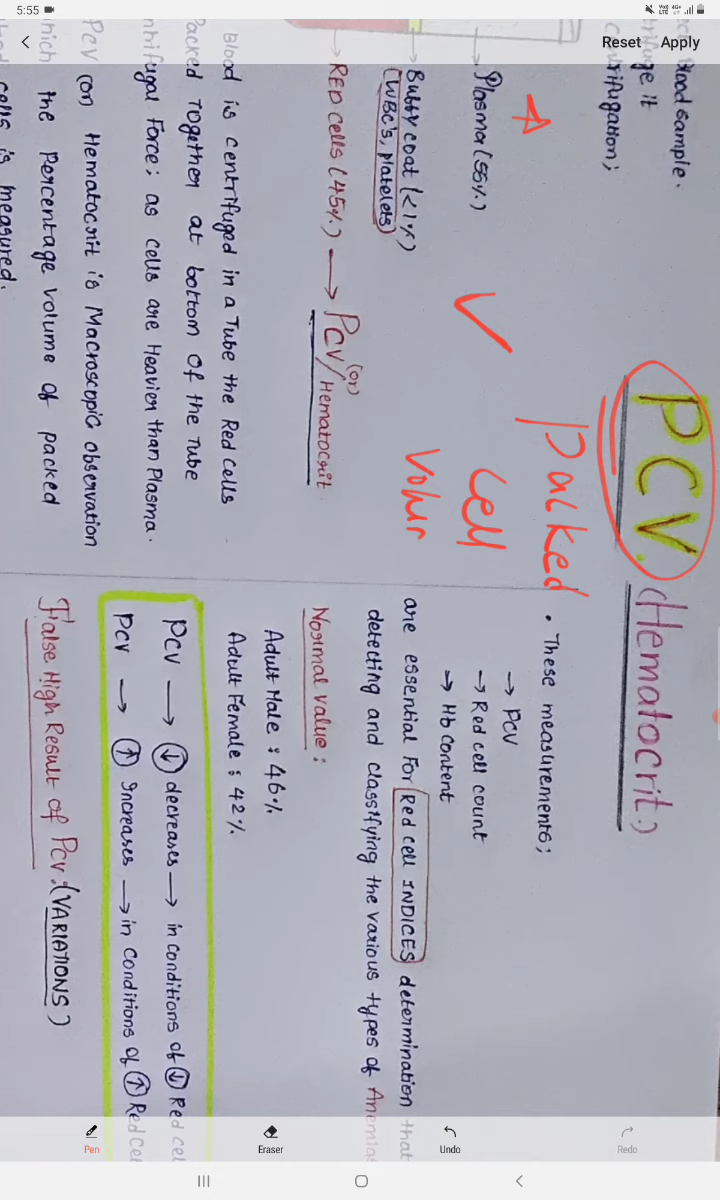 5:55
Reset Apply
PCV. (Hematocrit.)
Packed
Cell
Volum
Blood sample.
it
centrifugation;
→ Plasma (55%)
→ Buffy coat (<1%)
(WBC's, Platelets)
→ RED cells (45%) → PCV (or) / Hematocrit.
Blood is centrifuged in a Tube the Red cells
Packed Together at bottom of the Tube
Force; as cells are Heavier than Plasma.
PCV (or) Hematocrit is Macroscopic observation
which the Percentage volume of packed
cells is measured.
• These measurements;
→ PCV
→ Red cell count
→ Hb content
are essential For Red cell INDICES determination that
detecting and classifying the various types of Anemia
Normal value:
Adult Male : 46%
Adult Female : 42%
PCV → ↓ decreases → in conditions of ↓ Red cel
PCV → ↑ Increases → in conditions of ↑ Red Cel
False High Result of PCV: (VARIATIONS)
Pen Eraser Undo Redo